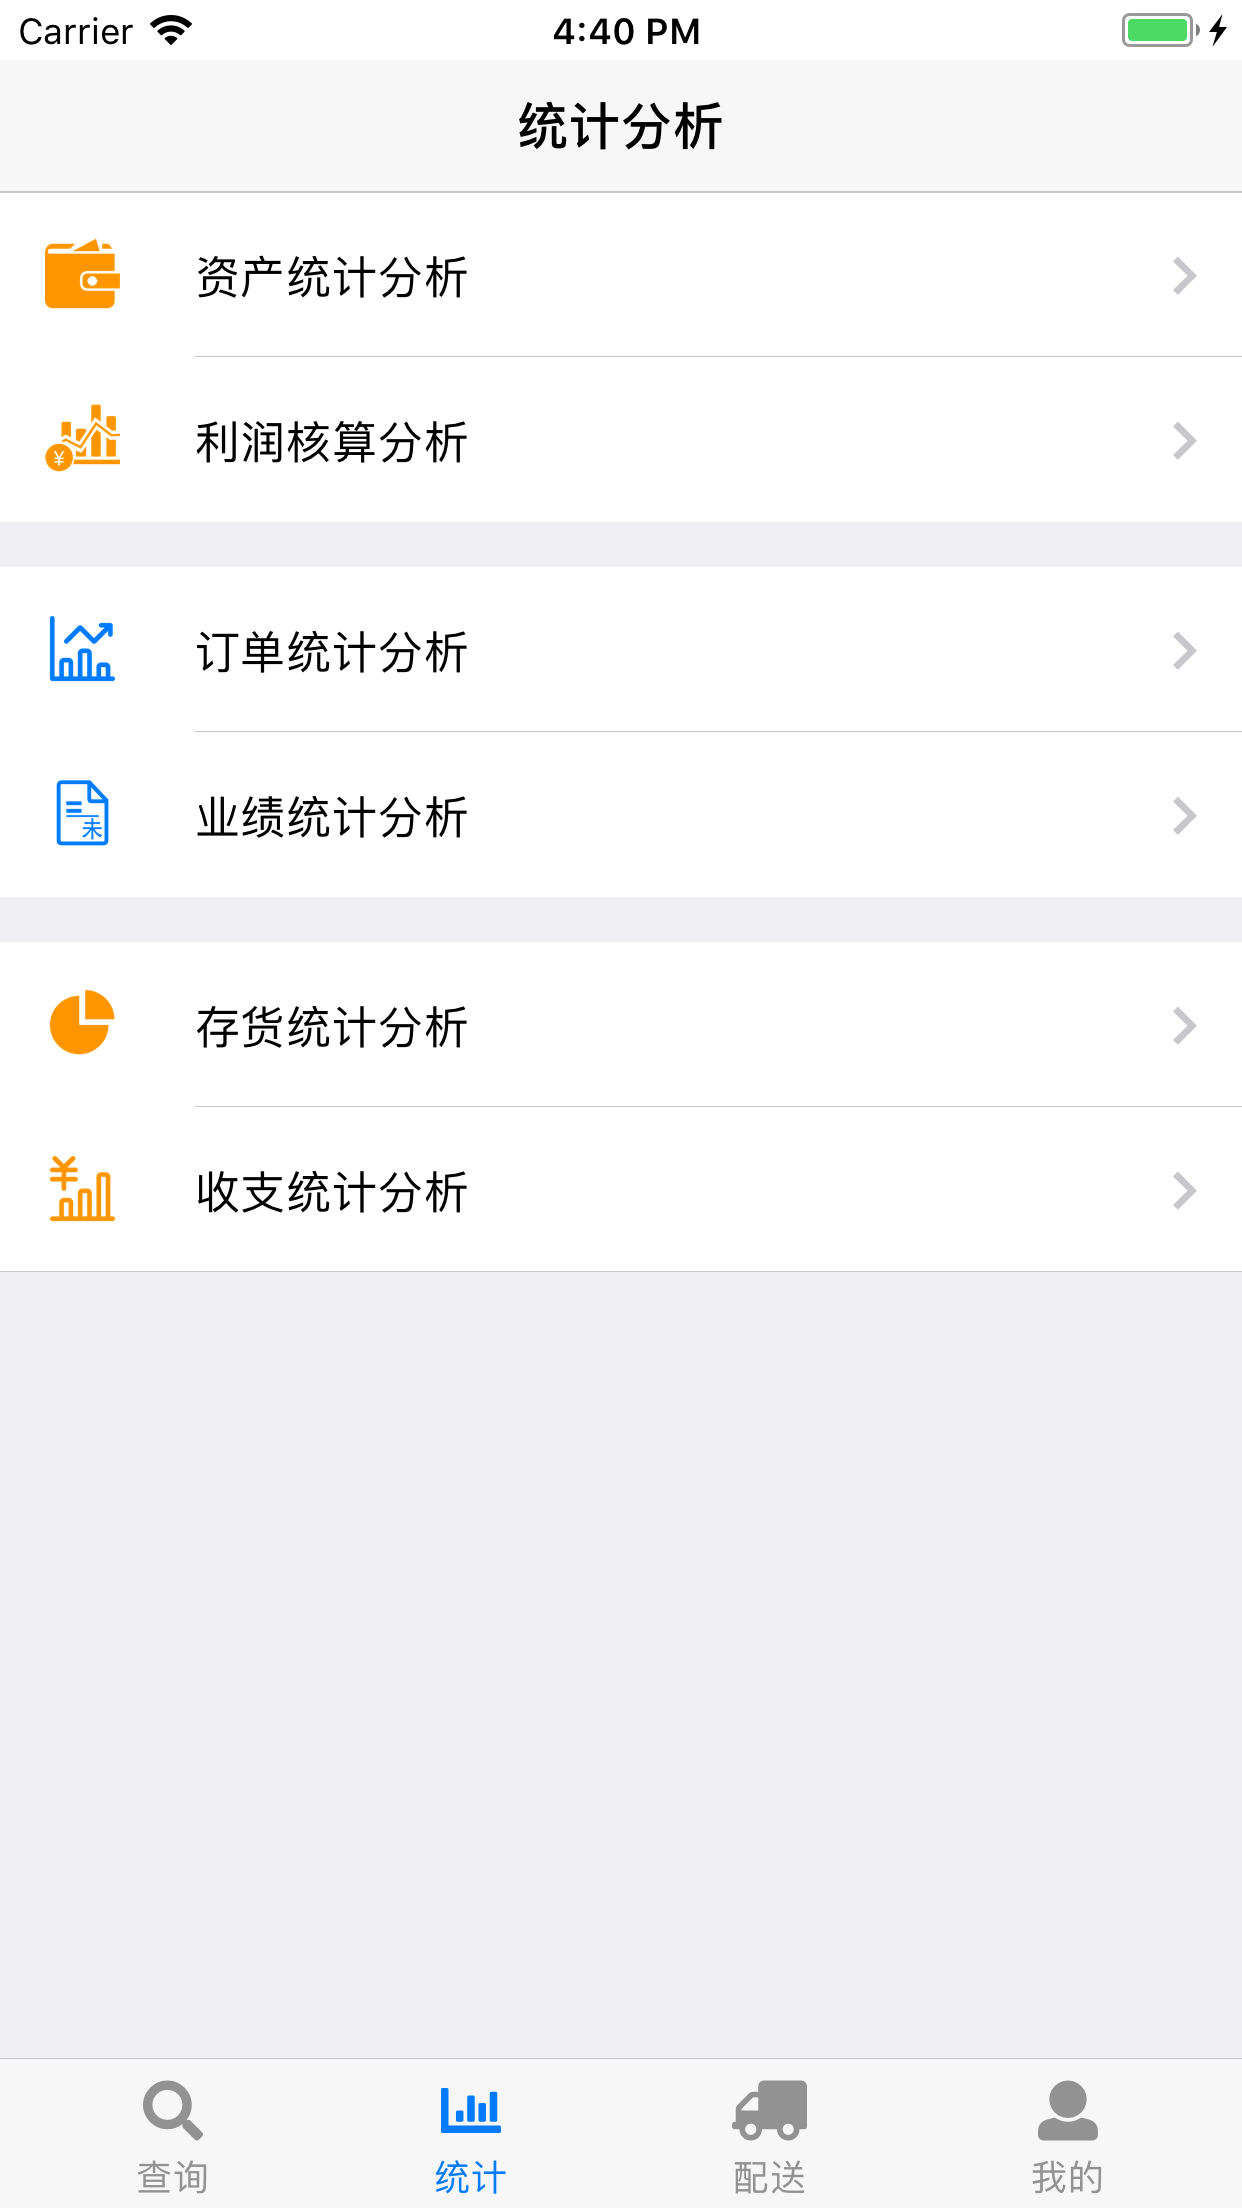 Carrier 4:40 PM
统计分析
资产统计分析
¥
利润核算分析
订单统计分析
业绩统计分析
未
存货统计分析
¥
收支统计分析
查询 统计 配送 我的